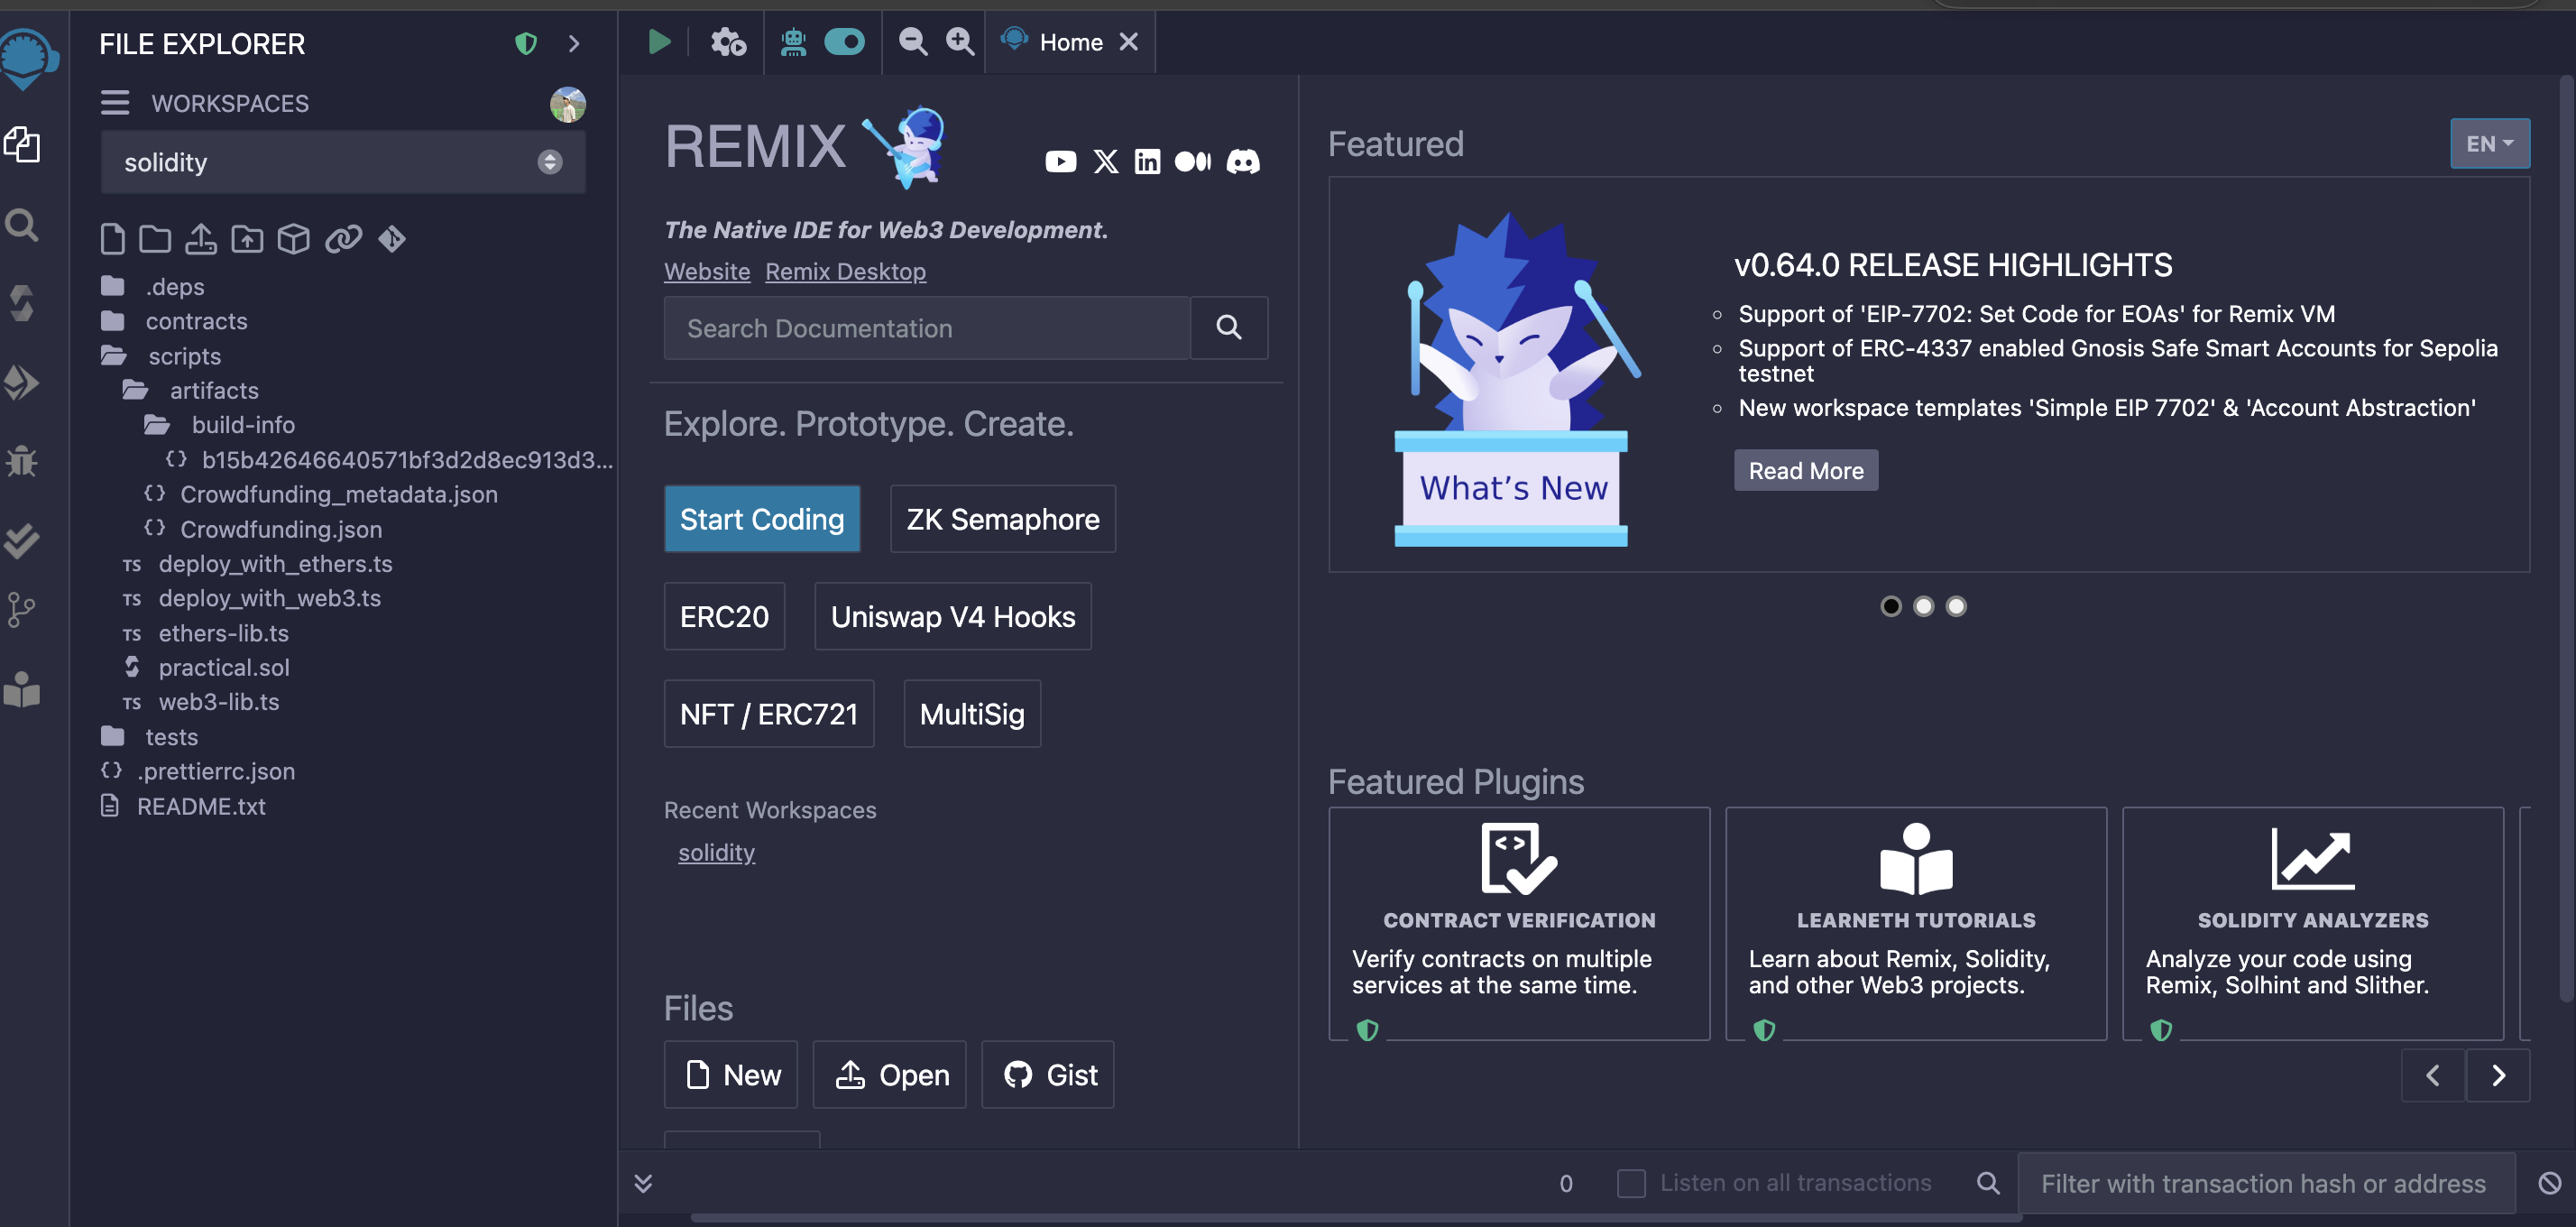 FILE EXPLORER
WORKSPACES
solidity
.deps
contracts
scripts
artifacts
build-info
b15b42646640571bf3d2d8ec913d3...
Crowdfunding_metadata.json
Crowdfunding.json
TS deploy_with_ethers.ts
TS deploy_with_web3.ts
TS ethers-lib.ts
practical.sol
TS web3-lib.ts
tests
.prettierrc.json
README.txt
Home
REMIX
The Native IDE for Web3 Development.
Website Remix Desktop
Search Documentation
Explore. Prototype. Create.
Start Coding
ZK Semaphore
ERC20
Uniswap V4 Hooks
NFT / ERC721
MultiSig
Recent Workspaces
solidity
Files
New
Open
Gist
Featured
EN
What's New
v0.64.0 RELEASE HIGHLIGHTS
Support of 'EIP-7702: Set Code for EOAs' for Remix VM
Support of ERC-4337 enabled Gnosis Safe Smart Accounts for Sepolia
testnet
New workspace templates 'Simple EIP 7702' & 'Account Abstraction'
Read More
Featured Plugins
CONTRACT VERIFICATION
Verify contracts on multiple
services at the same time.
LEARNETH TUTORIALS
Learn about Remix, Solidity,
and other Web3 projects.
SOLIDITY ANALYZERS
Analyze your code using
Remix, Solhint and Slither.
0
Listen on all transactions
Filter with transaction hash or address